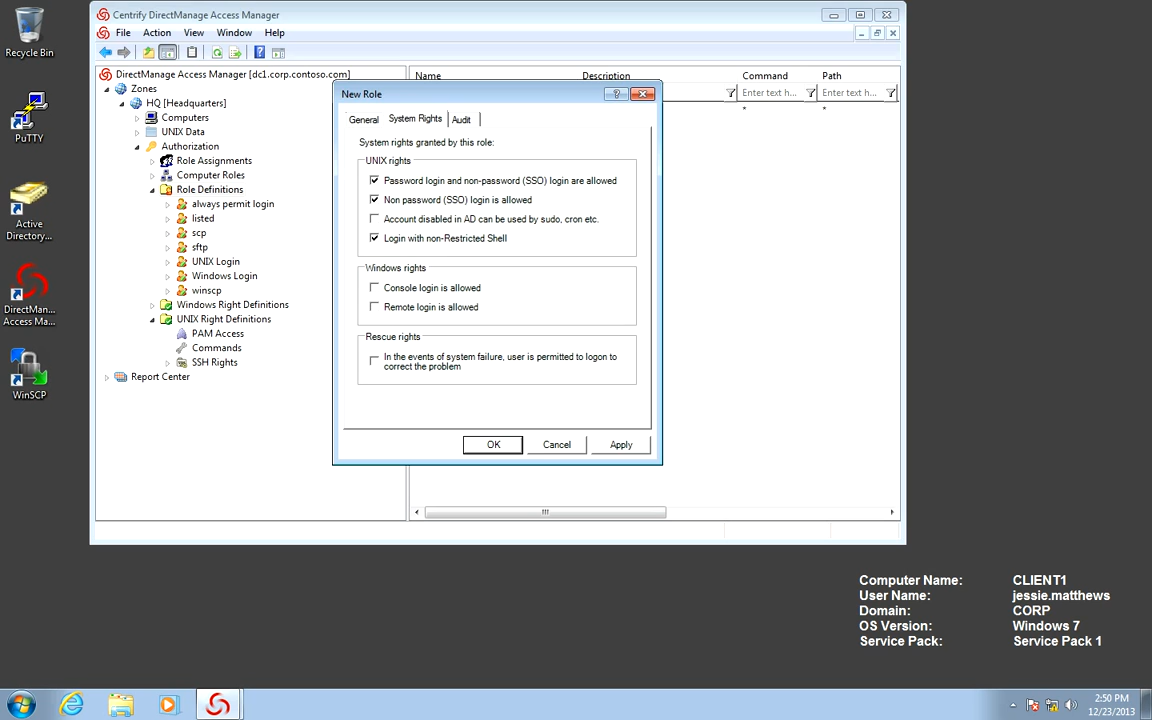 Recycle Bin
PuTTY
Active
Directory...
DirectMan...
Access Ma...
WinSCP
Centrify DirectManage Access Manager
File Action View Window Help
DirectManage Access Manager [dc1.corp.contoso.com]
Zones
HQ [Headquarters]
Computers
UNIX Data
Authorization
Role Assignments
Computer Roles
Role Definitions
always permit login
listed
scp
sftp
UNIX Login
Windows Login
winscp
Windows Right Definitions
UNIX Right Definitions
PAM Access
Commands
SSH Rights
Report Center
Name Description Command Path
Enter text h... Enter text h...
* *
New Role
General System Rights Audit
System rights granted by this role:
UNIX rights
Password login and non-password (SSO) login are allowed
Non password (SSO) login is allowed
Account disabled in AD can be used by sudo, cron etc.
Login with non-Restricted Shell
Windows rights
Console login is allowed
Remote login is allowed
Rescue rights
In the events of system failure, user is permitted to logon to
correct the problem
OK Cancel Apply
Computer Name: CLIENT1
User Name: jessie.matthews
Domain: CORP
OS Version: Windows 7
Service Pack: Service Pack 1
2:50 PM
12/23/2013